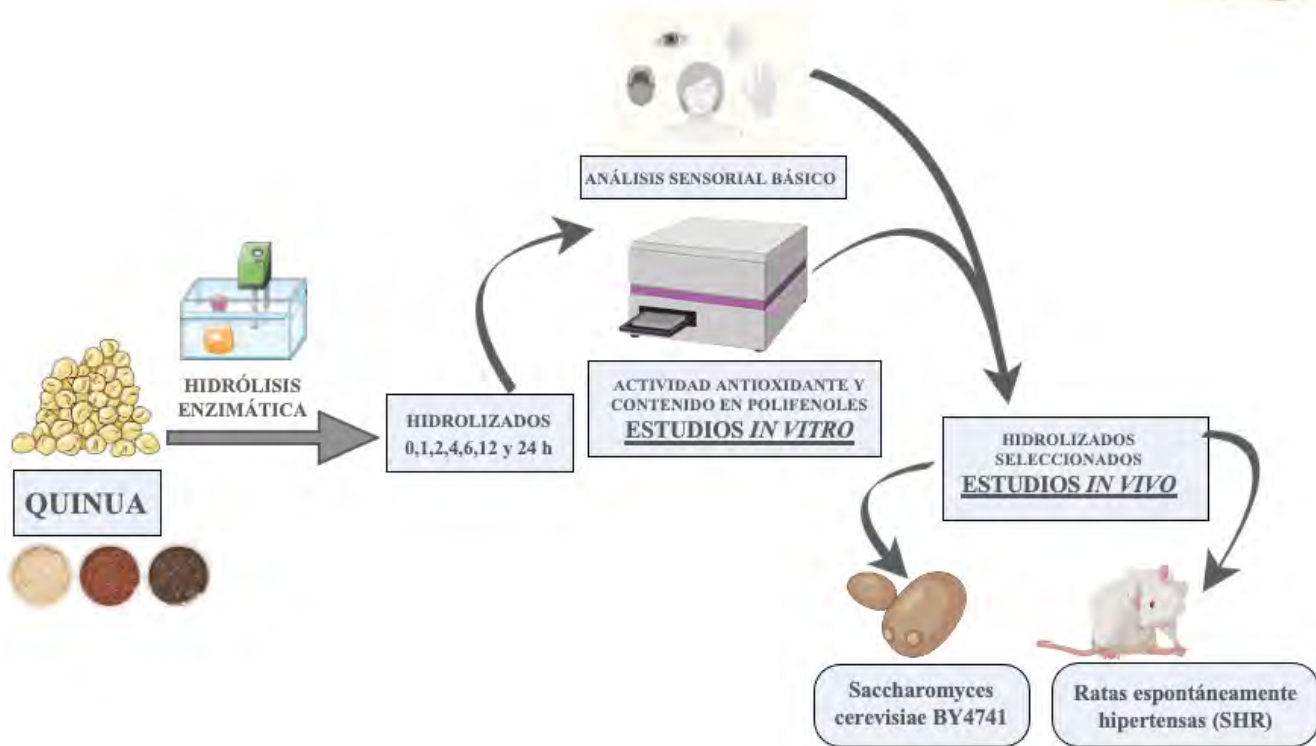 ANÁLISIS SENSORIAL BÁSICO
HIDRÓLISIS
ENZIMÁTICA
QUINUA
HIDROLIZADOS
0,1,2,4,6,12 y 24 h
ACTIVIDAD ANTIOXIDANTE Y
CONTENIDO EN POLIFENOLES
ESTUDIOS IN VITRO
HIDROLIZADOS
SELECCIONADOS
ESTUDIOS IN VIVO
Saccharomyces
cerevisiae BY4741
Ratas espontáneamente
hipertensas (SHR)